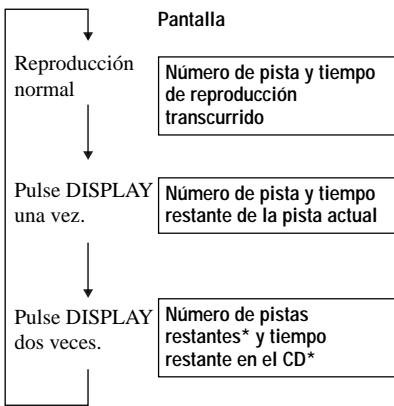 Pantalla
Reproducción
normal
Número de pista y tiempo
de reproducción
transcurrido
Pulse DISPLAY
una vez.
Número de pista y tiempo
restante de la pista actual
Pulse DISPLAY
dos veces.
Número de pistas
restantes* y tiempo
restante en el CD*